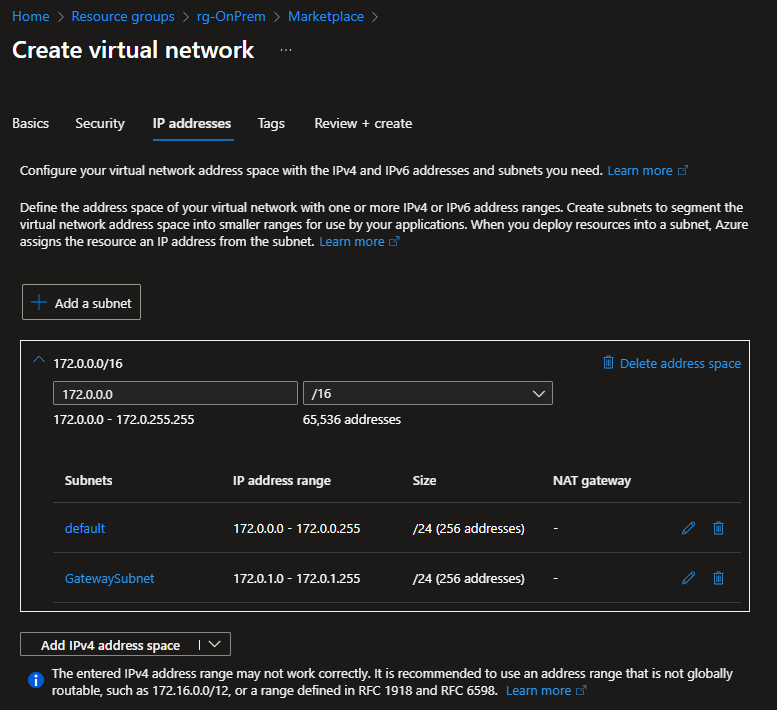 Home > Resource groups > rg-OnPrem > Marketplace >
Create virtual network ...
Basics Security IP addresses Tags Review + create
Configure your virtual network address space with the IPv4 and IPv6 addresses and subnets you need. Learn more
Define the address space of your virtual network with one or more IPv4 or IPv6 address ranges. Create subnets to segment the
virtual network address space into smaller ranges for use by your applications. When you deploy resources into a subnet, Azure
assigns the resource an IP address from the subnet. Learn more
+ Add a subnet
172.0.0.0/16 Delete address space
172.0.0.0 /16
172.0.0.0 - 172.0.255.255 65,536 addresses
Subnets IP address range Size NAT gateway
default 172.0.0.0 - 172.0.0.255 /24 (256 addresses) -
GatewaySubnet 172.0.1.0 - 172.0.1.255 /24 (256 addresses) -
Add IPv4 address space |
The entered IPv4 address range may not work correctly. It is recommended to use an address range that is not globally
routable, such as 172.16.0.0/12, or a range defined in RFC 1918 and RFC 6598. Learn more